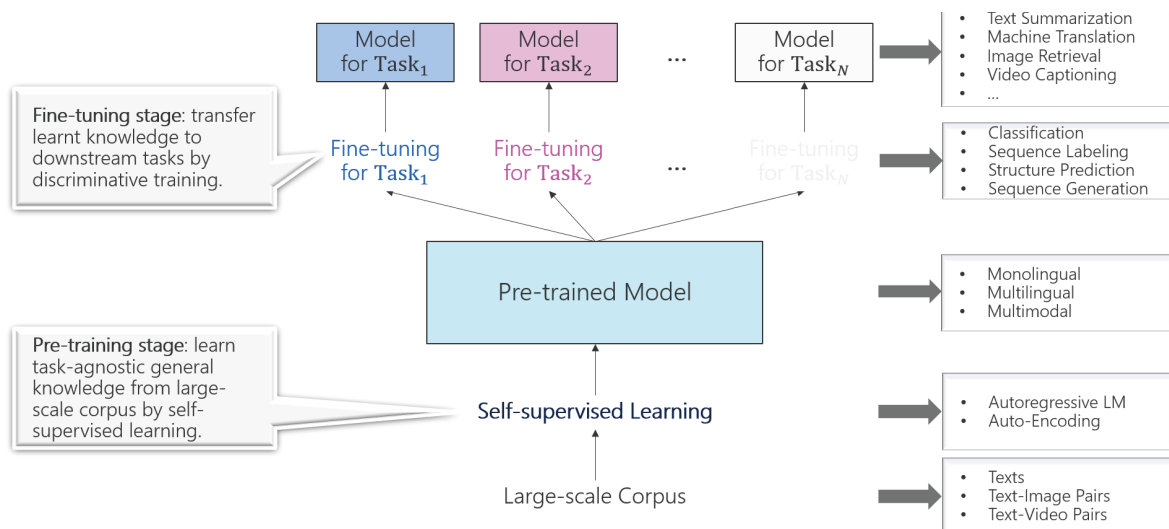 Model
for Task₁
Model
for Task₂
...
Model
for Task_N
• Text Summarization
• Machine Translation
• Image Retrieval
• Video Captioning
• ...
Fine-tuning stage: transfer
learnt knowledge to
downstream tasks by
discriminative training.
Fine-tuning
for Task₁
Fine-tuning
for Task₂
...
Fine-tuning
for Task_N
• Classification
• Sequence Labeling
• Structure Prediction
• Sequence Generation
Pre-trained Model
• Monolingual
• Multilingual
• Multimodal
Pre-training stage: learn
task-agnostic general
knowledge from large-
scale corpus by self-
supervised learning.
Self-supervised Learning
• Autoregressive LM
• Auto-Encoding
Large-scale Corpus
• Texts
• Text-Image Pairs
• Text-Video Pairs